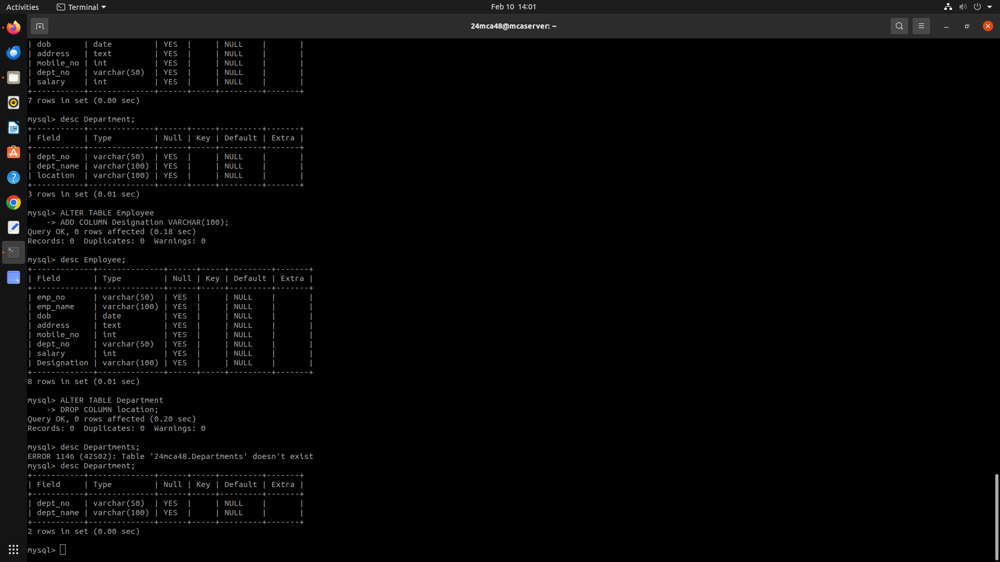 Activities Terminal Feb 10 14:01
24mca48@mcaserver: ~
| dob       | date         | YES  |     | NULL    |       |
| address   | text         | YES  |     | NULL    |       |
| mobile_no | int          | YES  |     | NULL    |       |
| dept_no   | varchar(50)  | YES  |     | NULL    |       |
| salary    | int          | YES  |     | NULL    |       |
+-----------+--------------+------+-----+---------+-------+
7 rows in set (0.00 sec)

mysql> desc Department;
+-----------+--------------+------+-----+---------+-------+
| Field     | Type         | Null | Key | Default | Extra |
+-----------+--------------+------+-----+---------+-------+
| dept_no   | varchar(50)  | YES  |     | NULL    |       |
| dept_name | varchar(100) | YES  |     | NULL    |       |
| location  | varchar(100) | YES  |     | NULL    |       |
+-----------+--------------+------+-----+---------+-------+
3 rows in set (0.01 sec)

mysql> ALTER TABLE Employee
    -> ADD COLUMN Designation VARCHAR(100);
Query OK, 0 rows affected (0.18 sec)
Records: 0  Duplicates: 0  Warnings: 0

mysql> desc Employee;
+-------------+--------------+------+-----+---------+-------+
| Field       | Type         | Null | Key | Default | Extra |
+-------------+--------------+------+-----+---------+-------+
| emp_no      | varchar(50)  | YES  |     | NULL    |       |
| emp_name    | varchar(100) | YES  |     | NULL    |       |
| dob         | date         | YES  |     | NULL    |       |
| address     | text         | YES  |     | NULL    |       |
| mobile_no   | int          | YES  |     | NULL    |       |
| dept_no     | varchar(50)  | YES  |     | NULL    |       |
| salary      | int          | YES  |     | NULL    |       |
| Designation | varchar(100) | YES  |     | NULL    |       |
+-------------+--------------+------+-----+---------+-------+
8 rows in set (0.01 sec)

mysql> ALTER TABLE Department
    -> DROP COLUMN location;
Query OK, 0 rows affected (0.20 sec)
Records: 0  Duplicates: 0  Warnings: 0

mysql> desc Departments;
ERROR 1146 (42S02): Table '24mca48.Departments' doesn't exist
mysql> desc Department;
+-----------+--------------+------+-----+---------+-------+
| Field     | Type         | Null | Key | Default | Extra |
+-----------+--------------+------+-----+---------+-------+
| dept_no   | varchar(50)  | YES  |     | NULL    |       |
| dept_name | varchar(100) | YES  |     | NULL    |       |
+-----------+--------------+------+-----+---------+-------+
2 rows in set (0.00 sec)

mysql>